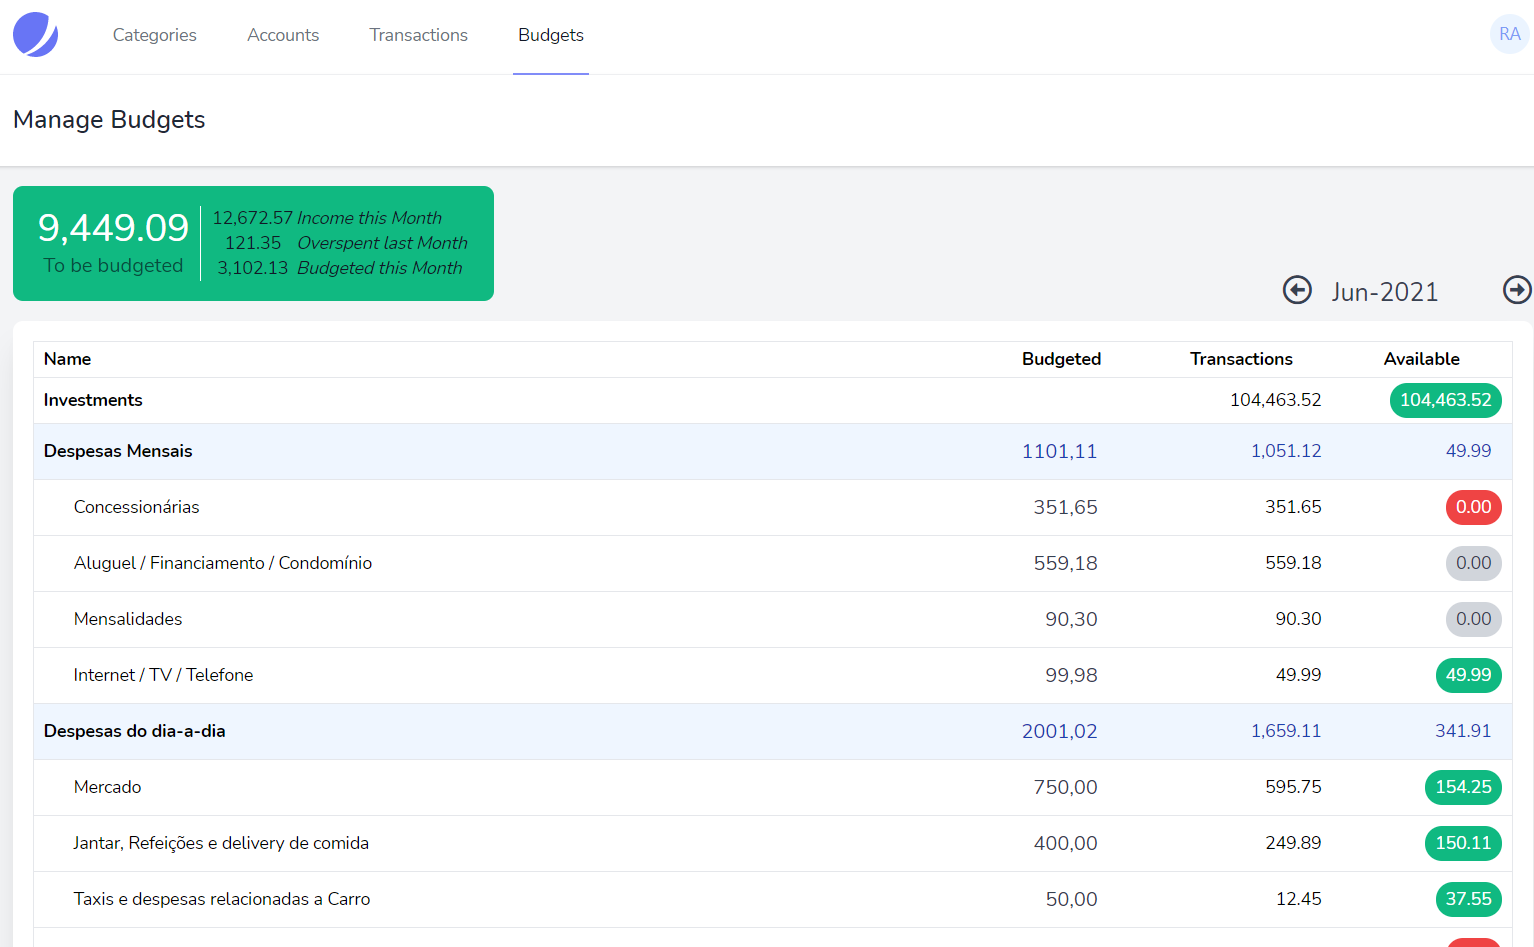 Categories Accounts Transactions Budgets RA
Manage Budgets
9,449.09
To be budgeted
12,672.57 Income this Month
121.35 Overspent last Month
3,102.13 Budgeted this Month
Jun-2021
Name Budgeted Transactions Available
Investments 104,463.52 104,463.52
Despesas Mensais 1101,11 1,051.12 49.99
Concessionárias 351,65 351.65 0.00
Aluguel / Financiamento / Condomínio 559,18 559.18 0.00
Mensalidades 90,30 90.30 0.00
Internet / TV / Telefone 99,98 49.99 49.99
Despesas do dia-a-dia 2001,02 1,659.11 341.91
Mercado 750,00 595.75 154.25
Jantar, Refeições e delivery de comida 400,00 249.89 150.11
Taxis e despesas relacionadas a Carro 50,00 12.45 37.55